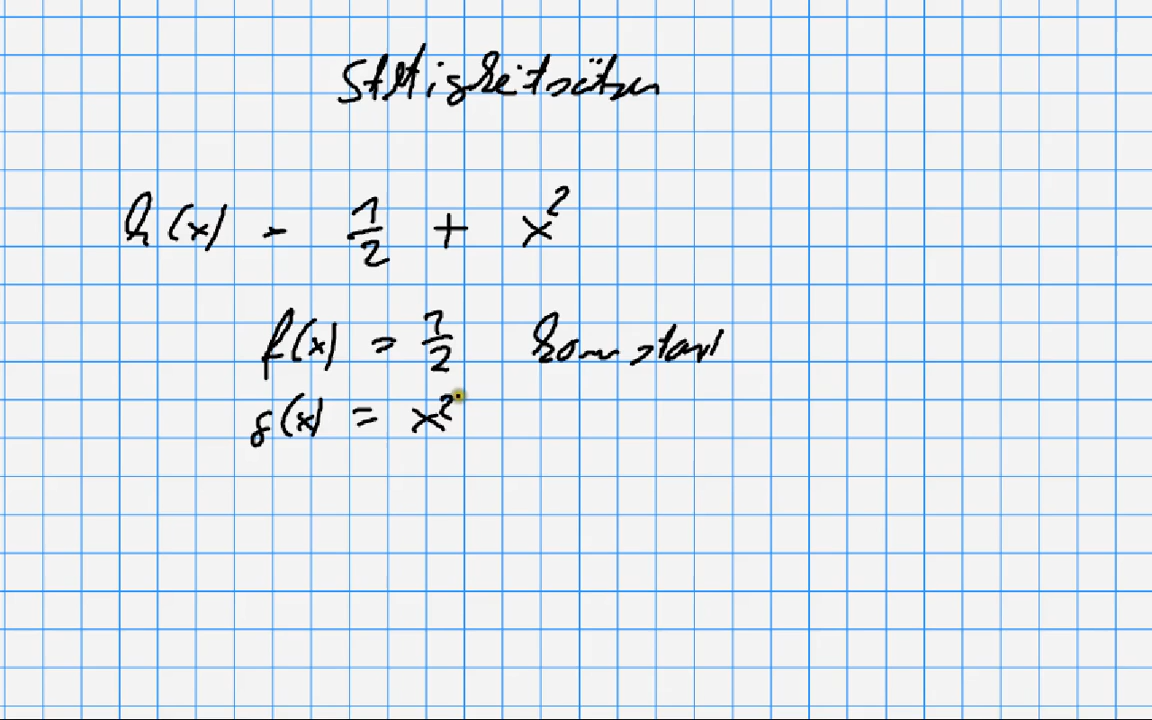 Stetigkeitssätze
h(x) = 1/2 + x²
f(x) = 1/2 konstant
g(x) = x²